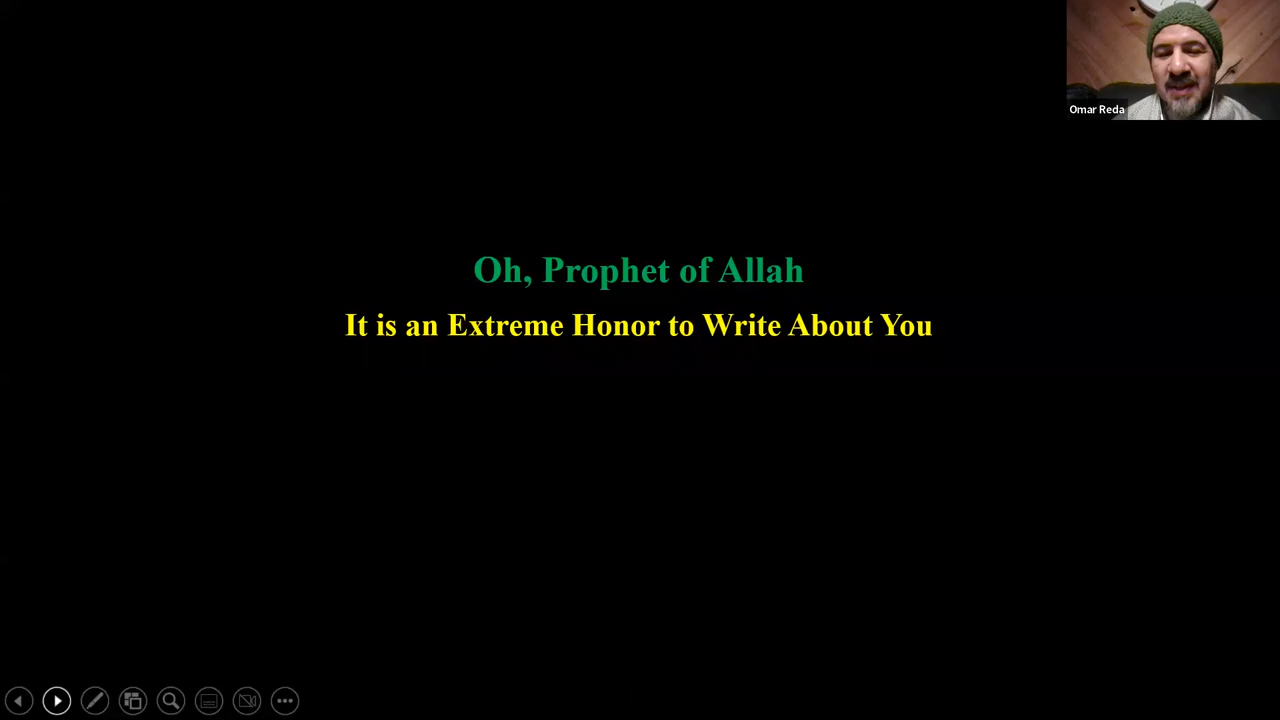 Omar Reda
Oh, Prophet of Allah
It is an Extreme Honor to Write About You